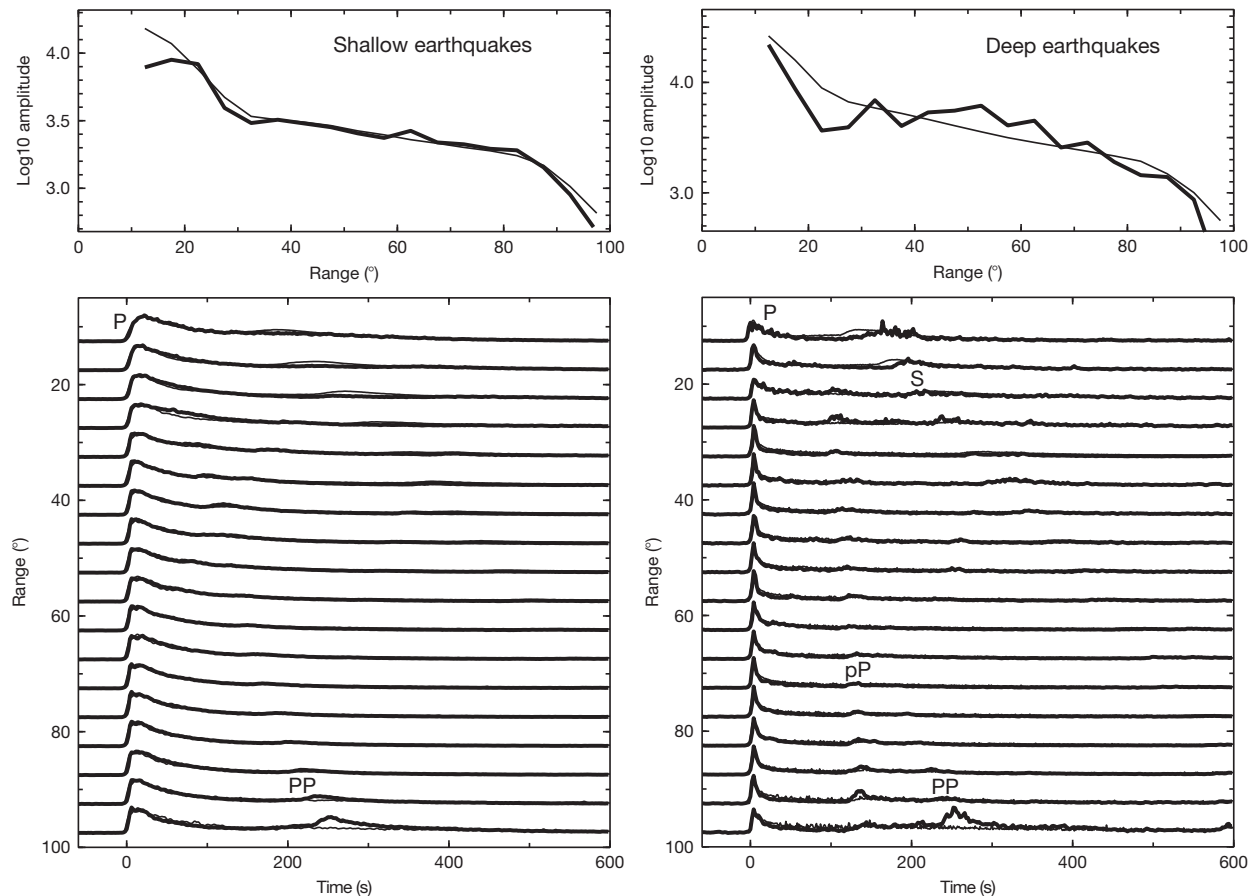 Shallow earthquakes
4.0
3.5
3.0
Log10 amplitude
0 20 40 60 80 100
Range (°)
Deep earthquakes
4.0
3.0
Log10 amplitude
0 20 40 60 80 100
Range (°)
P
20
40
60
80
100
Range (°)
PP
0 200 400 600
Time (s)
P
S
20
40
60
80
100
Range (°)
pP
PP
0 200 400 600
Time (s)